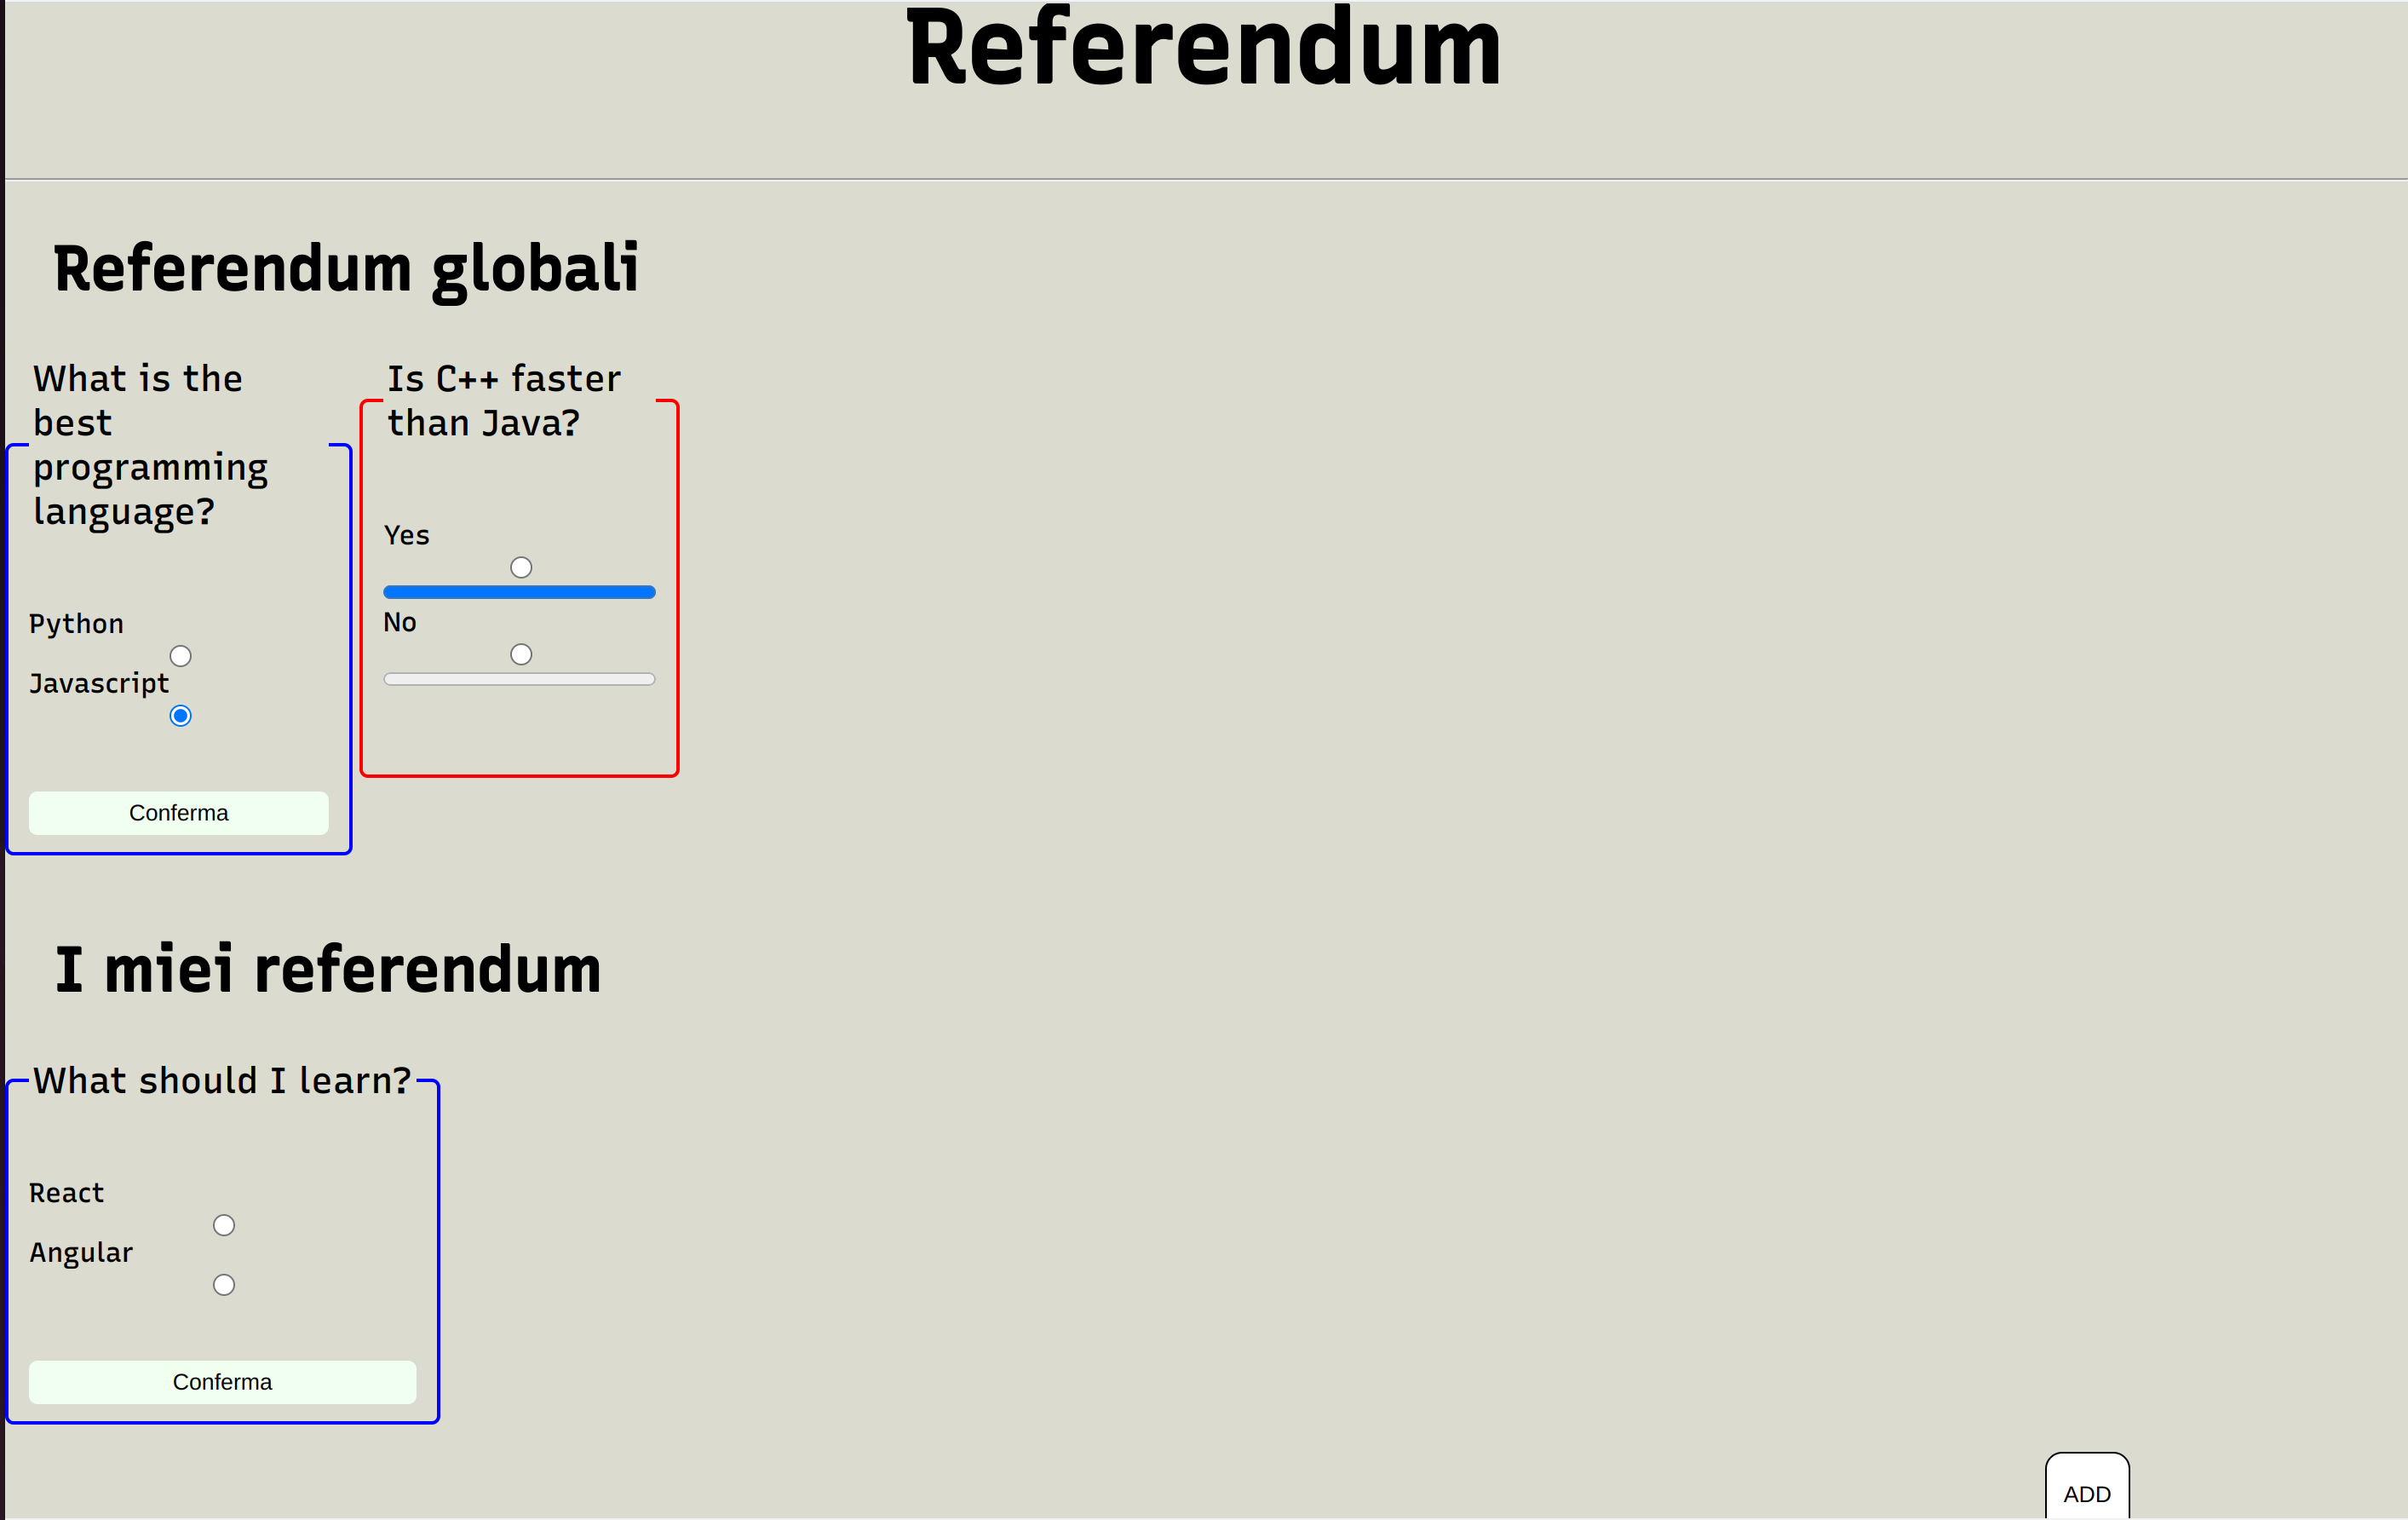 Referendum
Referendum globali
What is the
best
programming
language?
Python
Javascript
Conferma
Is C++ faster
than Java?
Yes
No
I miei referendum
What should I learn?
React
Angular
Conferma
ADD